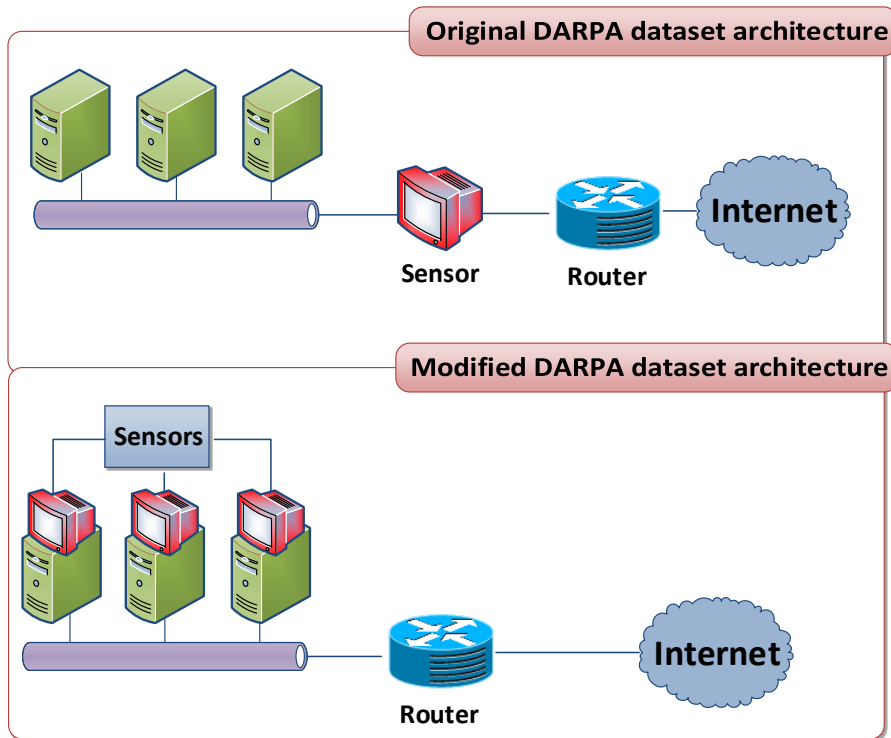 Original DARPA dataset architecture
Internet
Sensor
Router
Modified DARPA dataset architecture
Sensors
Internet
Router